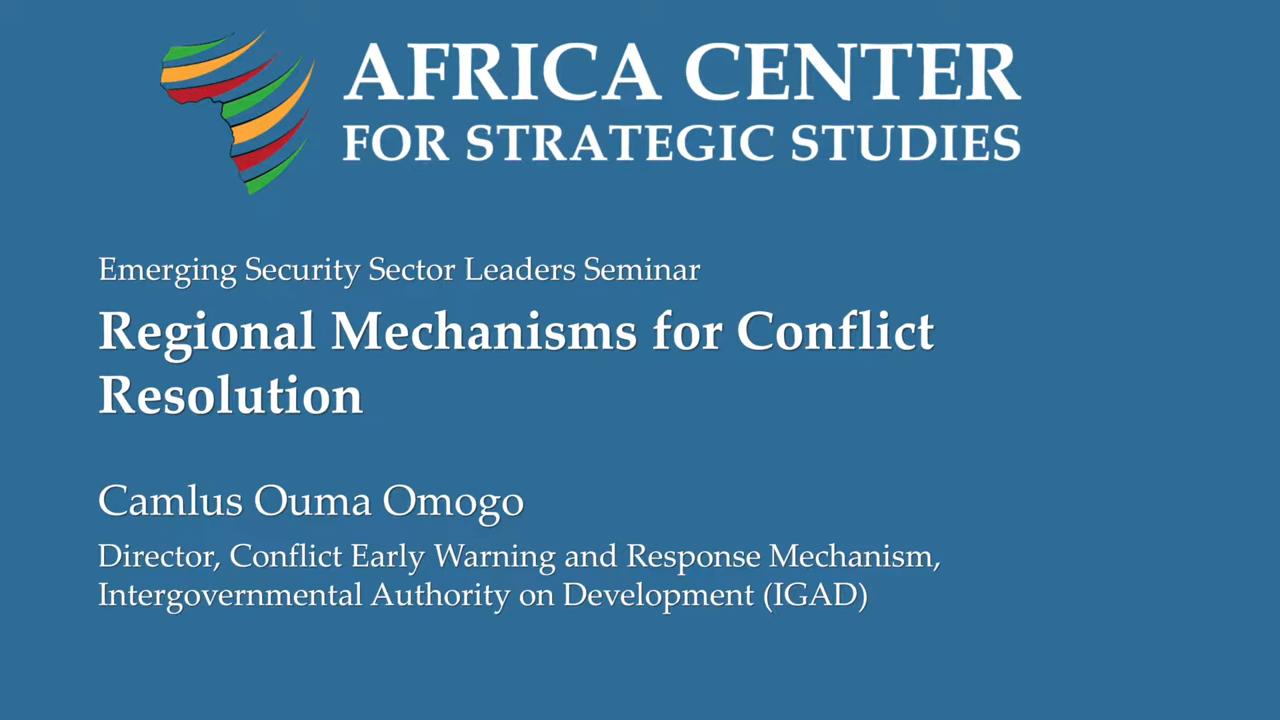 AFRICA CENTER
FOR STRATEGIC STUDIES
Emerging Security Sector Leaders Seminar
Regional Mechanisms for Conflict
Resolution
Camlus Ouma Omogo
Director, Conflict Early Warning and Response Mechanism,
Intergovernmental Authority on Development (IGAD)